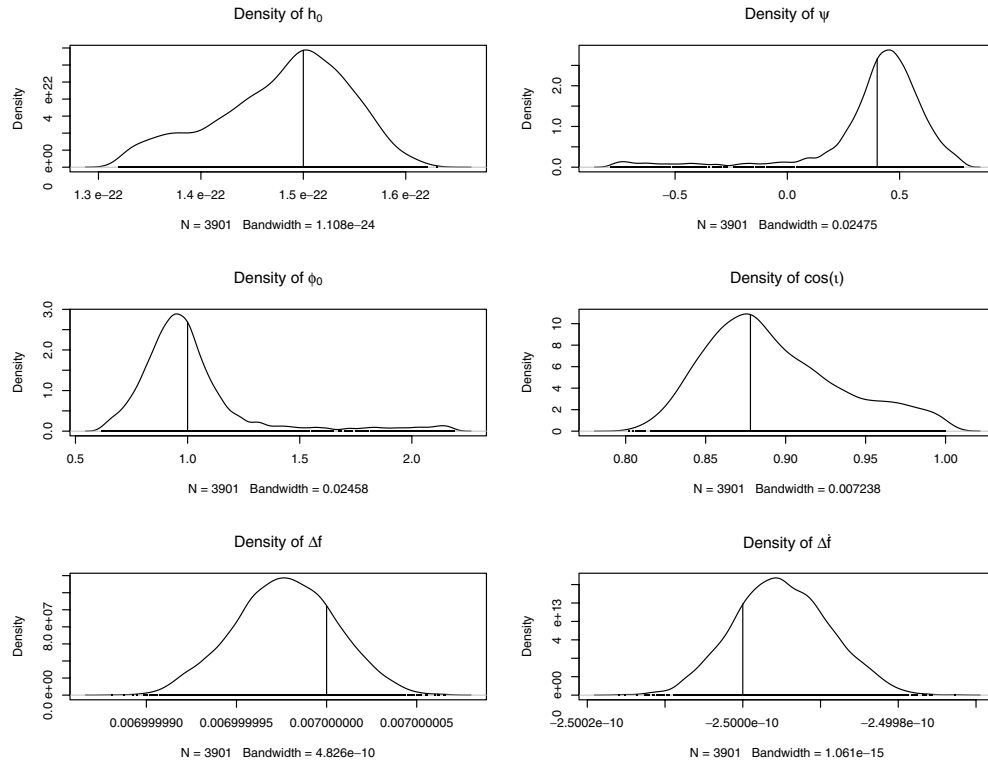 Density of h₀
Density
0 e+00 4 e+22
1.3 e−22 1.4 e−22 1.5 e−22 1.6 e−22
N = 3901 Bandwidth = 1.108e−24
Density of ψ
Density
0.0 1.0 2.0
−0.5 0.0 0.5
N = 3901 Bandwidth = 0.02475
Density of ϕ₀
Density
0.0 1.0 2.0 3.0
0.5 1.0 1.5 2.0
N = 3901 Bandwidth = 0.02458
Density of cos(ι)
Density
0 2 4 6 8 10
0.80 0.85 0.90 0.95 1.00
N = 3901 Bandwidth = 0.007238
Density of Δf
Density
0.0 e+00 8.0 e+07
0.006999990 0.006999995 0.007000000 0.007000005
N = 3901 Bandwidth = 4.826e−10
Density of Δḟ
Density
0 e+00 4 e+13
−2.5002e−10 −2.5000e−10 −2.4998e−10
N = 3901 Bandwidth = 1.061e−15